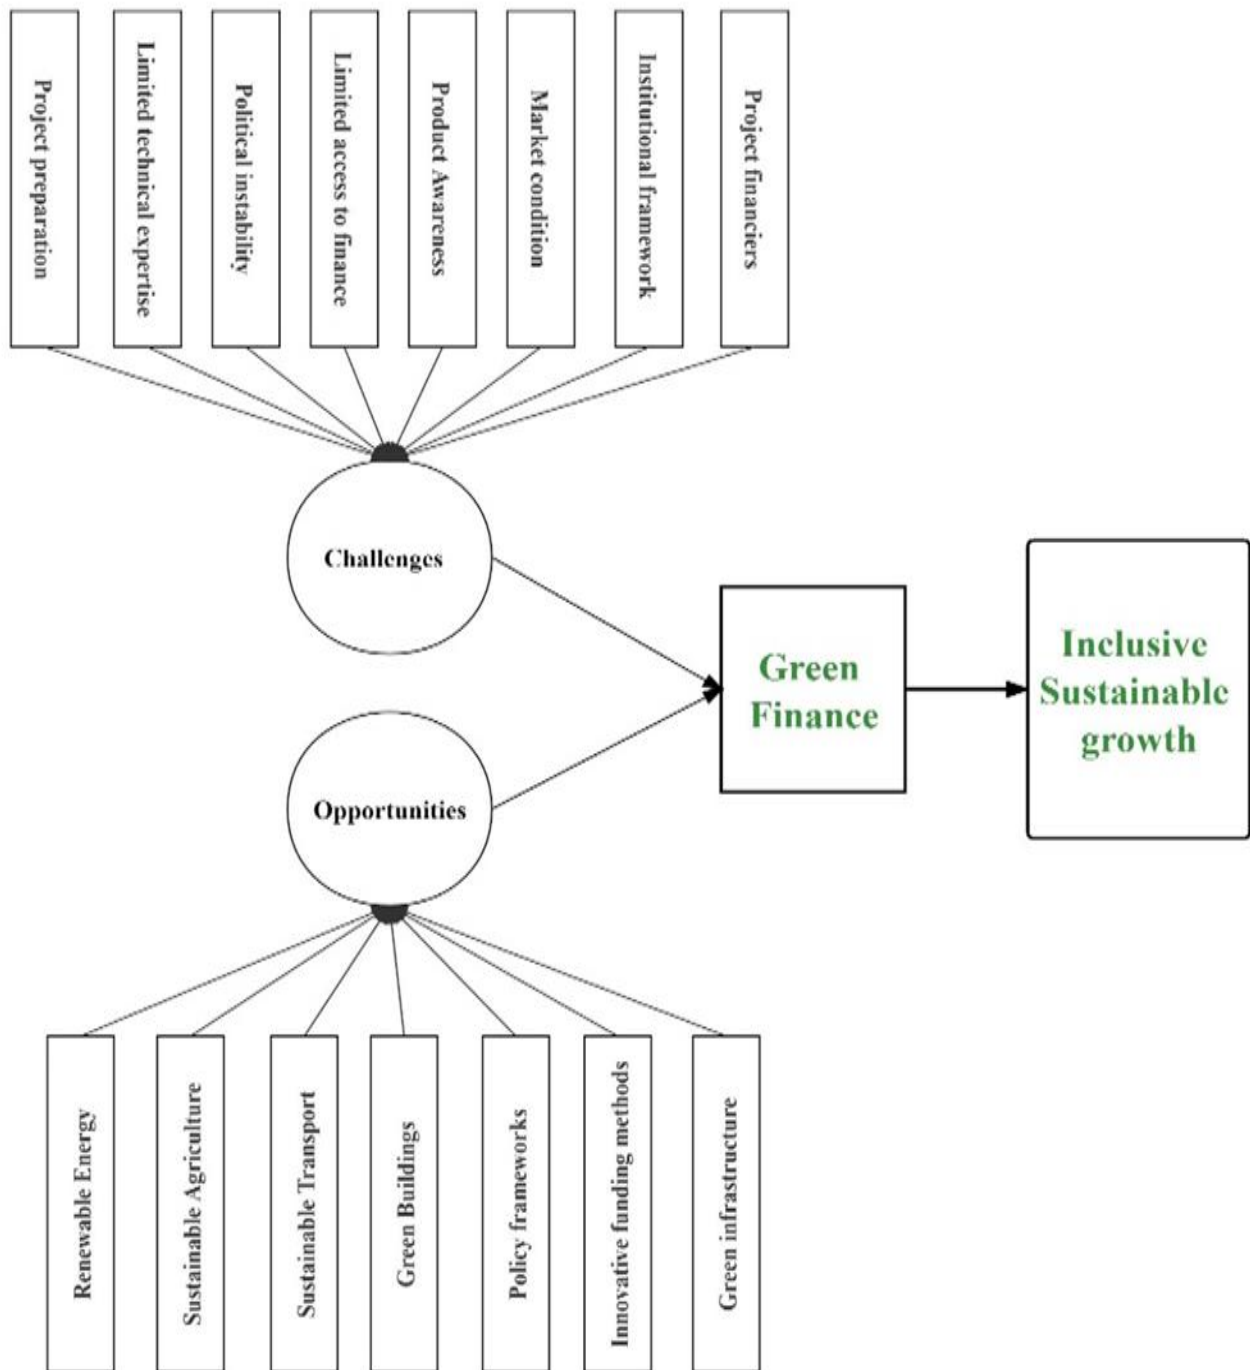 Project preparation
Limited technical expertise
Political instability
Limited access to finance
Product Awareness
Market condition
Institutional framework
Project financiers
Challenges
Green
Finance
Inclusive
Sustainable
growth
Opportunities
Renewable Energy
Sustainable Agriculture
Sustainable Transport
Green Buildings
Policy frameworks
Innovative funding methods
Green infrastructure